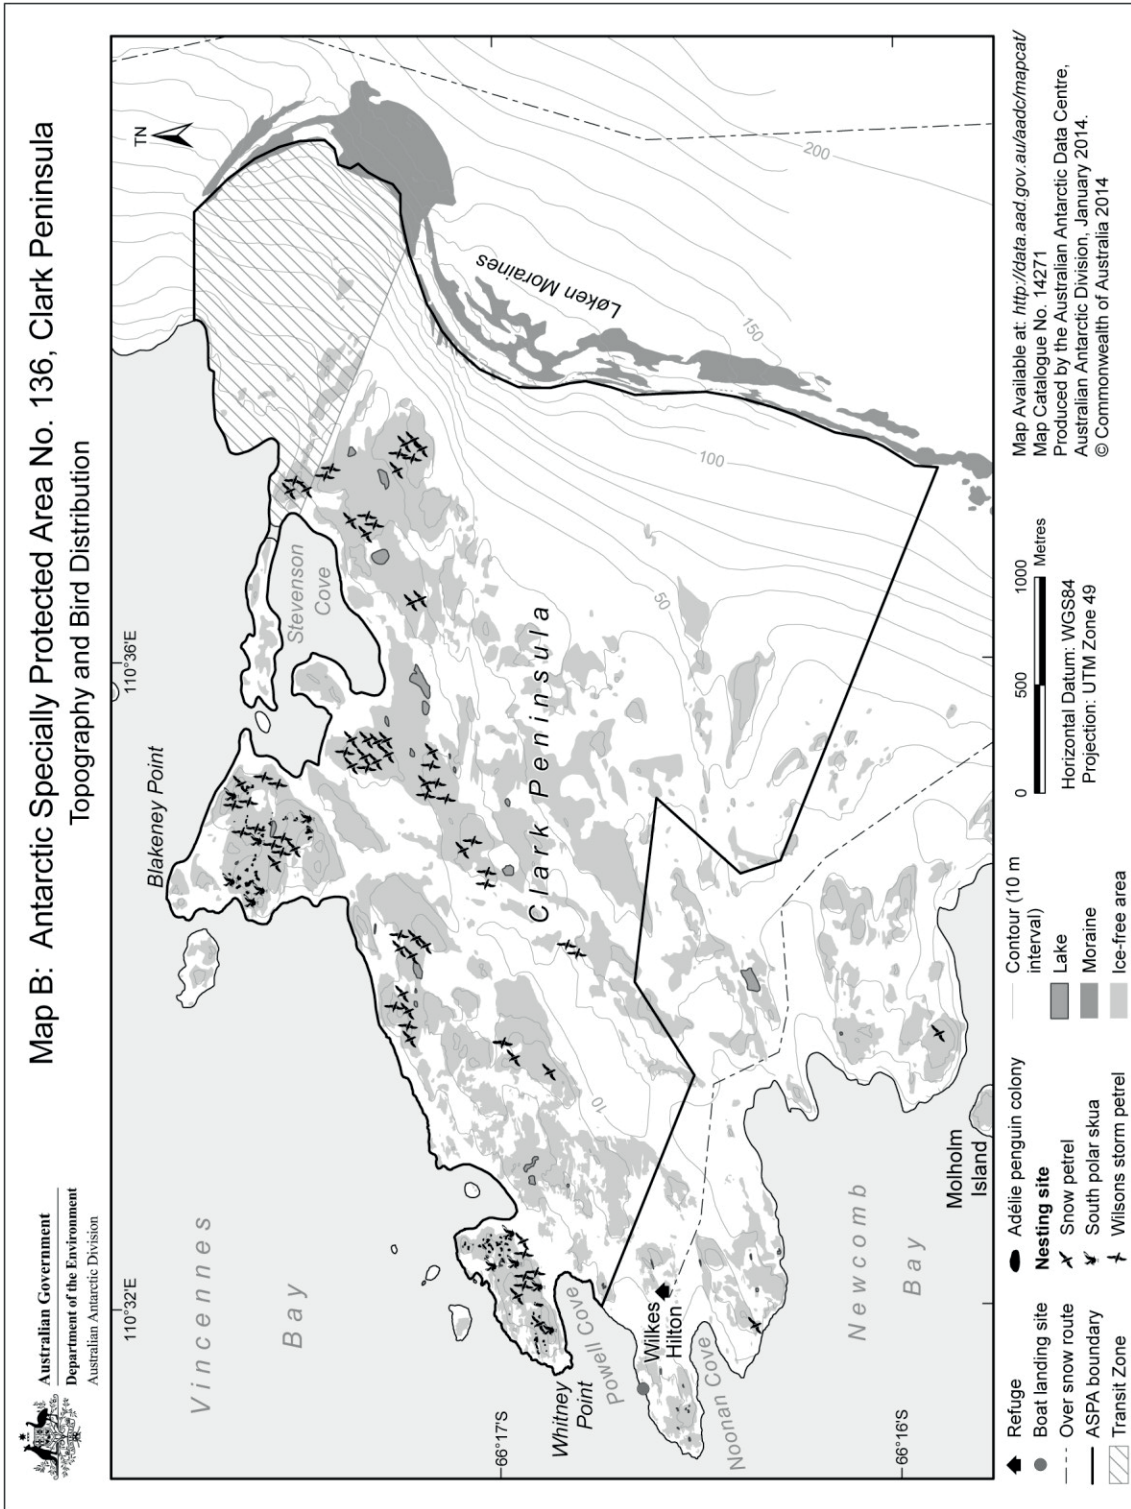 Australian Government
Department of the Environment
Australian Antarctic Division
Map B: Antarctic Specially Protected Area No. 136, Clark Peninsula
Topography and Bird Distribution
110°32'E
110°36'E
TN
Vincennes
Bay
Blakeney Point
Stevenson
Cove
Løken Moraines
Clark Peninsula
Whitney
Point
Powell Cove
Wilkes
Hilton
Noonan Cove
Newcomb
Bay
Molholm
Island
66°17'S
66°16'S
10
50
100
150
200
Refuge
Boat landing site
Over snow route
ASPA boundary
Transit Zone
Adélie penguin colony
Nesting site
Snow petrel
South polar skua
Wilsons storm petrel
Contour (10 m
interval)
Lake
Moraine
Ice-free area
0 500 1000
Metres
Horizontal Datum: WGS84
Projection: UTM Zone 49
Map Available at: http://data.aad.gov.au/aadc/mapcat/
Map Catalogue No. 14271
Produced by the Australian Antarctic Data Centre,
Australian Antarctic Division, January 2014.
© Commonwealth of Australia 2014